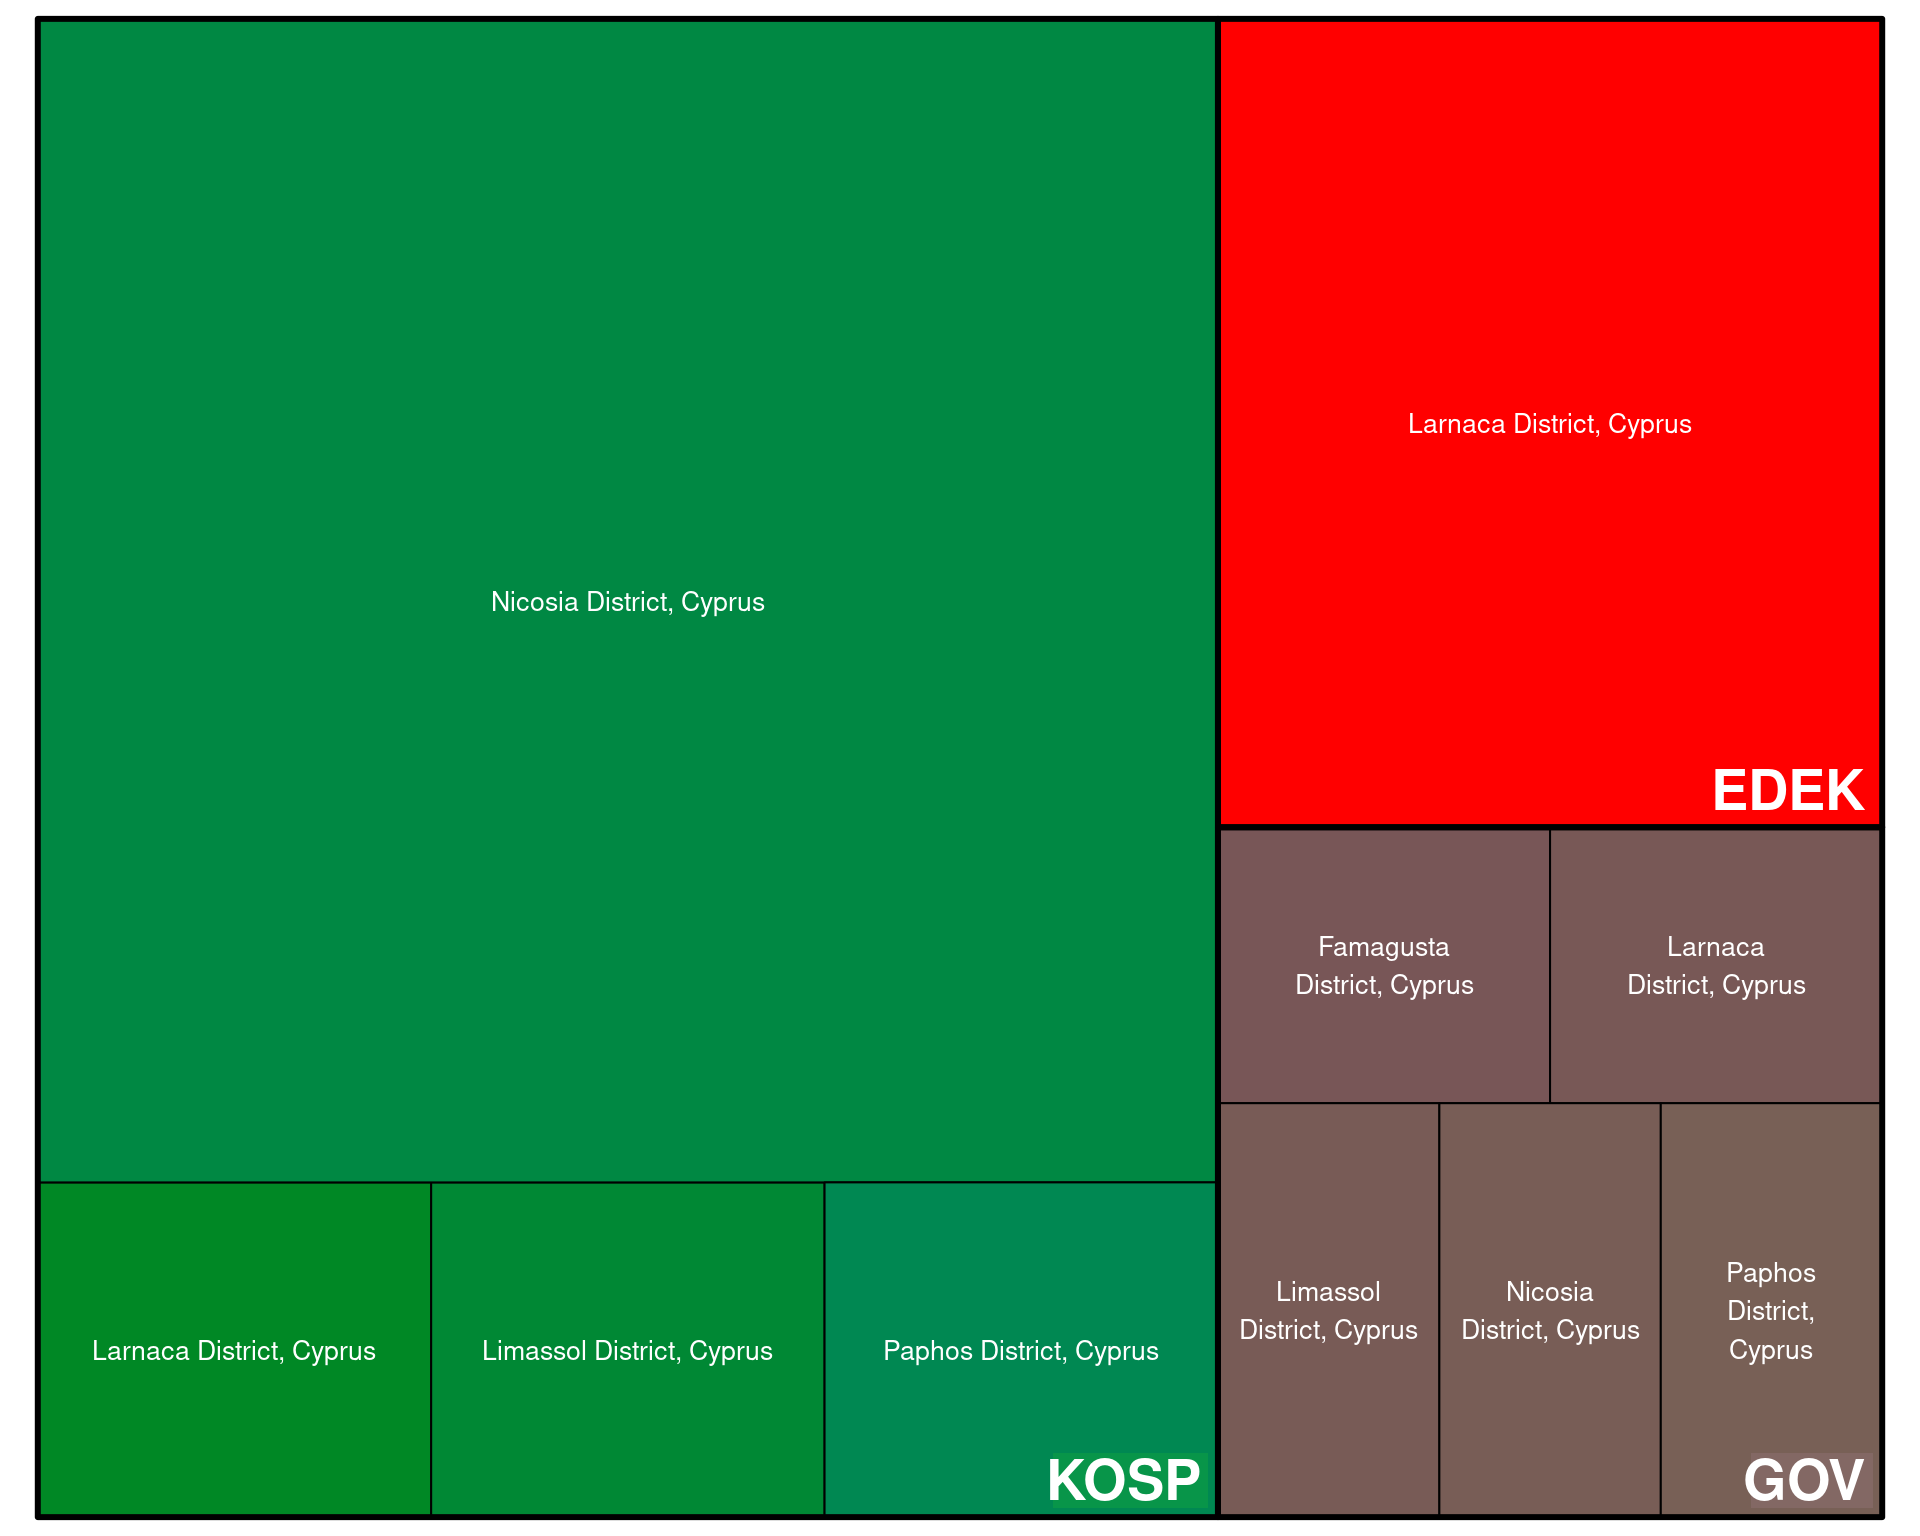 Nicosia District, Cyprus
Larnaca District, Cyprus
Limassol District, Cyprus
Paphos District, Cyprus
KOSP
Larnaca District, Cyprus
EDEK
Famagusta
District, Cyprus
Larnaca
District, Cyprus
Limassol
District, Cyprus
Nicosia
District, Cyprus
Paphos
District,
Cyprus
GOV